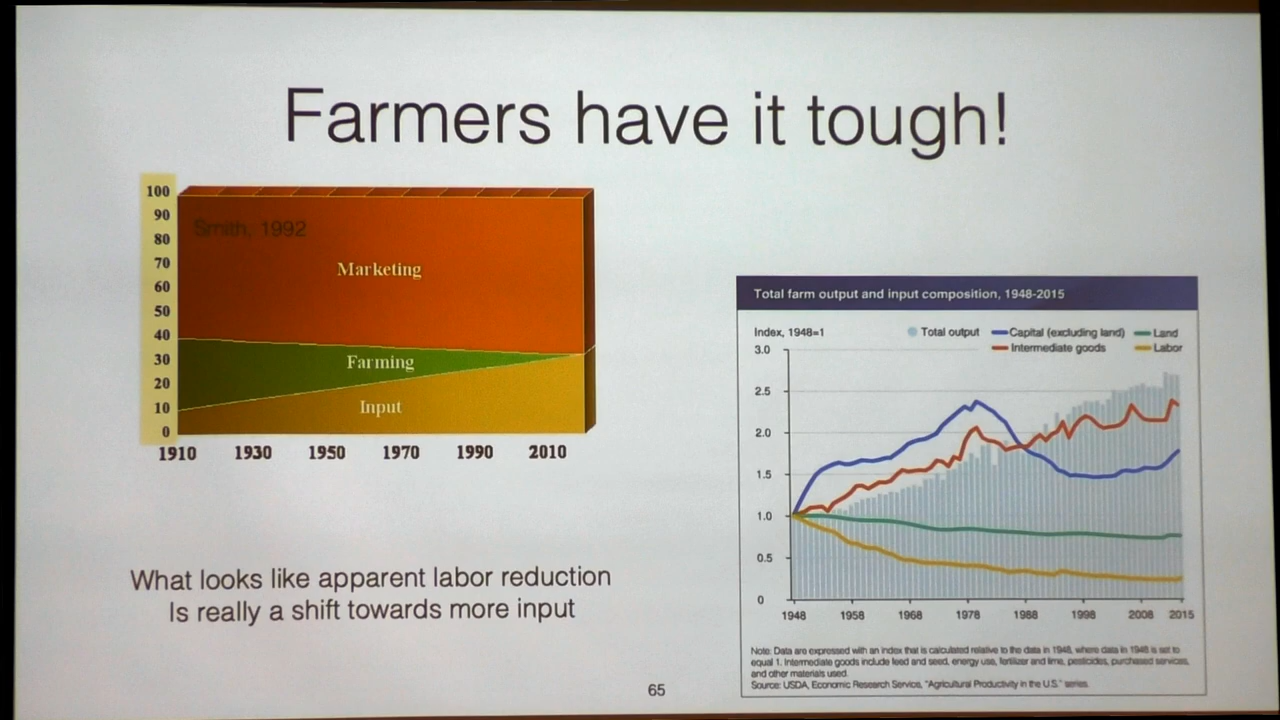 Farmers have it tough!
100
90
80
70
60
50
40
30
20
10
0
Smith, 1992
Marketing
Farming
Input
1910 1930 1950 1970 1990 2010
What looks like apparent labor reduction
Is really a shift towards more input
Total farm output and input composition, 1948-2015
Index, 1948=1
Total output Capital (excluding land) Land
Intermediate goods Labor
3.0
2.5
2.0
1.5
1.0
0.5
0
1948 1958 1968 1978 1988 1998 2008 2015
Note: Data are expressed with an index that is calculated relative to the data in 1948, where data in 1948 is set to
equal 1. Intermediate goods include feed and seed, energy use, fertilizer and lime, pesticides, purchased services,
and other materials used.
Source: USDA, Economic Research Service, "Agricultural Productivity in the U.S." series.
65